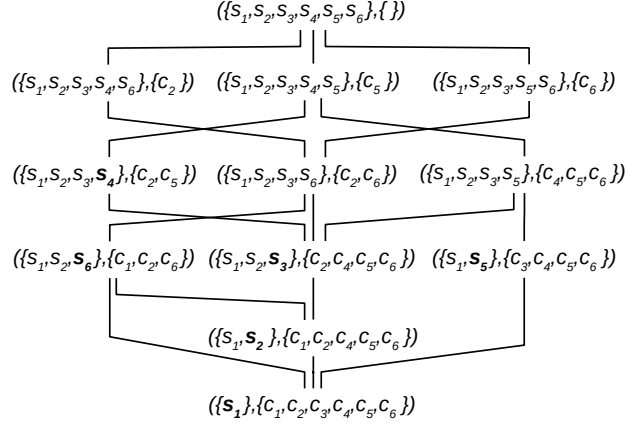 ({s₁,s₂,s₃,s₄,s₅,s₆},{ })
({s₁,s₂,s₃,s₄,s₆},{c₂ }) ({s₁,s₂,s₃,s₄,s₅},{c₅ }) ({s₁,s₂,s₃,s₅,s₆},{c₆ })
({s₁,s₂,s₃,s₄},{c₂,c₅ }) ({s₁,s₂,s₃,s₆},{c₂,c₆ }) ({s₁,s₂,s₃,s₅},{c₄,c₅,c₆ })
({s₁,s₂,s₆},{c₁,c₂,c₆ }) ({s₁,s₂,s₃},{c₂,c₄,c₅,c₆ }) ({s₁,s₅},{c₃,c₄,c₅,c₆ })
({s₁,s₂ },{c₁,c₂,c₄,c₅,c₆ })
({s₁},{c₁,c₂,c₃,c₄,c₅,c₆ })